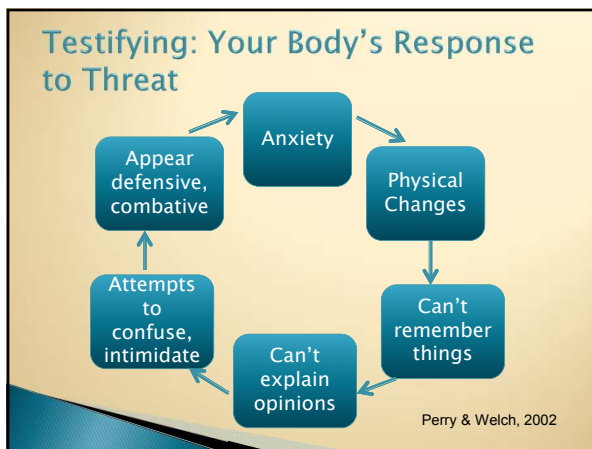 Testifying: Your Body's Response
to Threat
Anxiety
Physical
Changes
Can't
remember
things
Can't
explain
opinions
Attempts
to
confuse,
intimidate
Appear
defensive,
combative
Perry & Welch, 2002